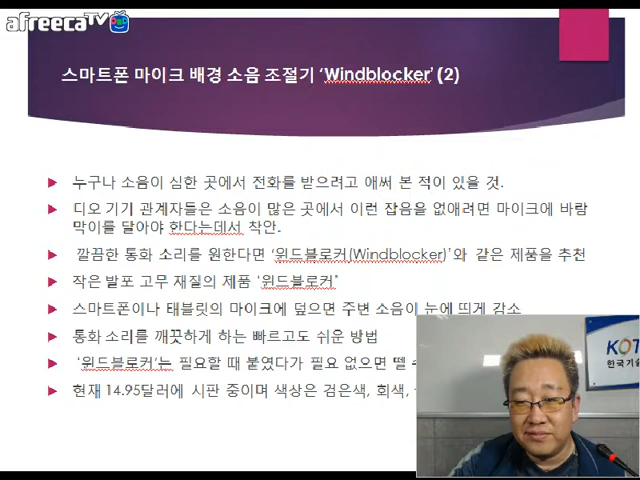 afreecaTV
스마트폰 마이크 배경 소음 조절기 ‘Windblocker’ (2)
누구나 소음이 심한 곳에서 전화를 받으려고 애써 본 적이 있을 것.
디오 기기 관계자들은 소음이 많은 곳에서 이런 잡음을 없애려면 마이크에 바람
막이를 달아야 한다는데서 착안.
깔끔한 통화 소리를 원한다면 ‘윈드블로커(Windblocker)’와 같은 제품을 추천
작은 발포 고무 재질의 제품 ‘윈드블로커’
스마트폰이나 태블릿의 마이크에 덮으면 주변 소음이 눈에 띄게 감소
통화 소리를 깨끗하게 하는 빠르고도 쉬운 방법
‘윈드블로커’는 필요할 때 붙였다가 필요 없으면 뗄
현재 14.95달러에 시판 중이며 색상은 검은색, 회색,
한국기술